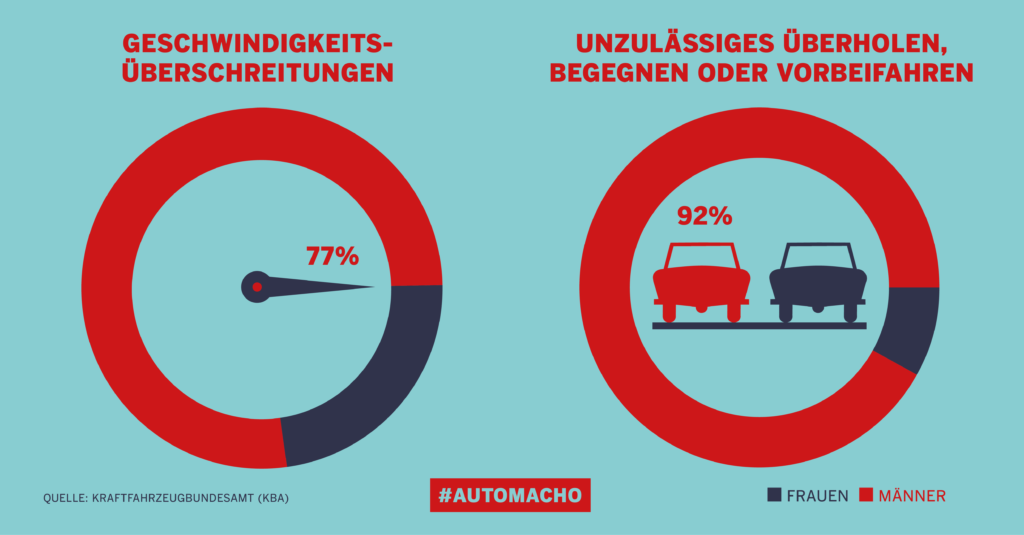 GESCHWINDIGKEITS-
ÜBERSCHREITUNGEN
77%
UNZULÄSSIGES ÜBERHOLEN,
BEGEGNEN ODER VORBEIFAHREN
92%
QUELLE: KRAFTFAHRZEUGBUNDESAMT (KBA)
#AUTOMACHO
FRAUEN MÄNNER